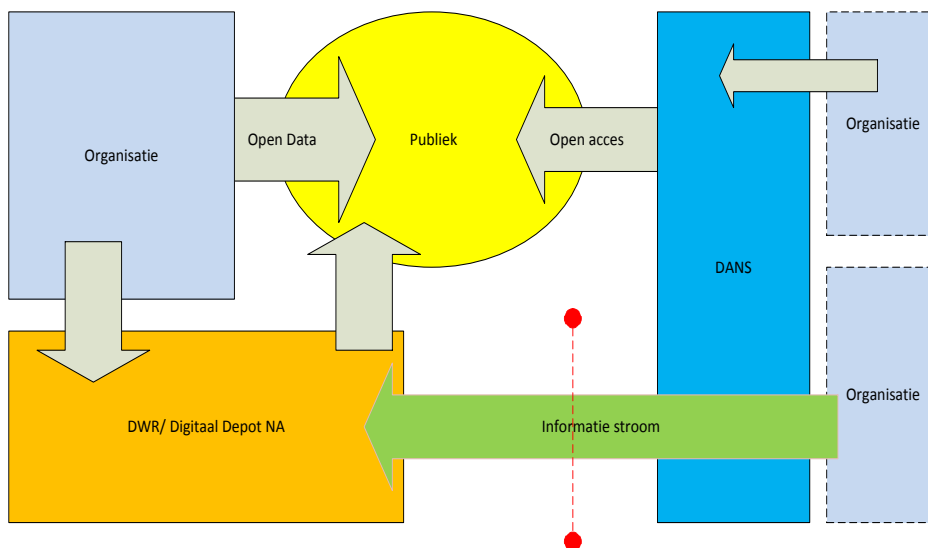 Organisatie
Open Data
Publiek
Open acces
DANS
Organisatie
DWR/ Digitaal Depot NA
Informatie stroom
Organisatie